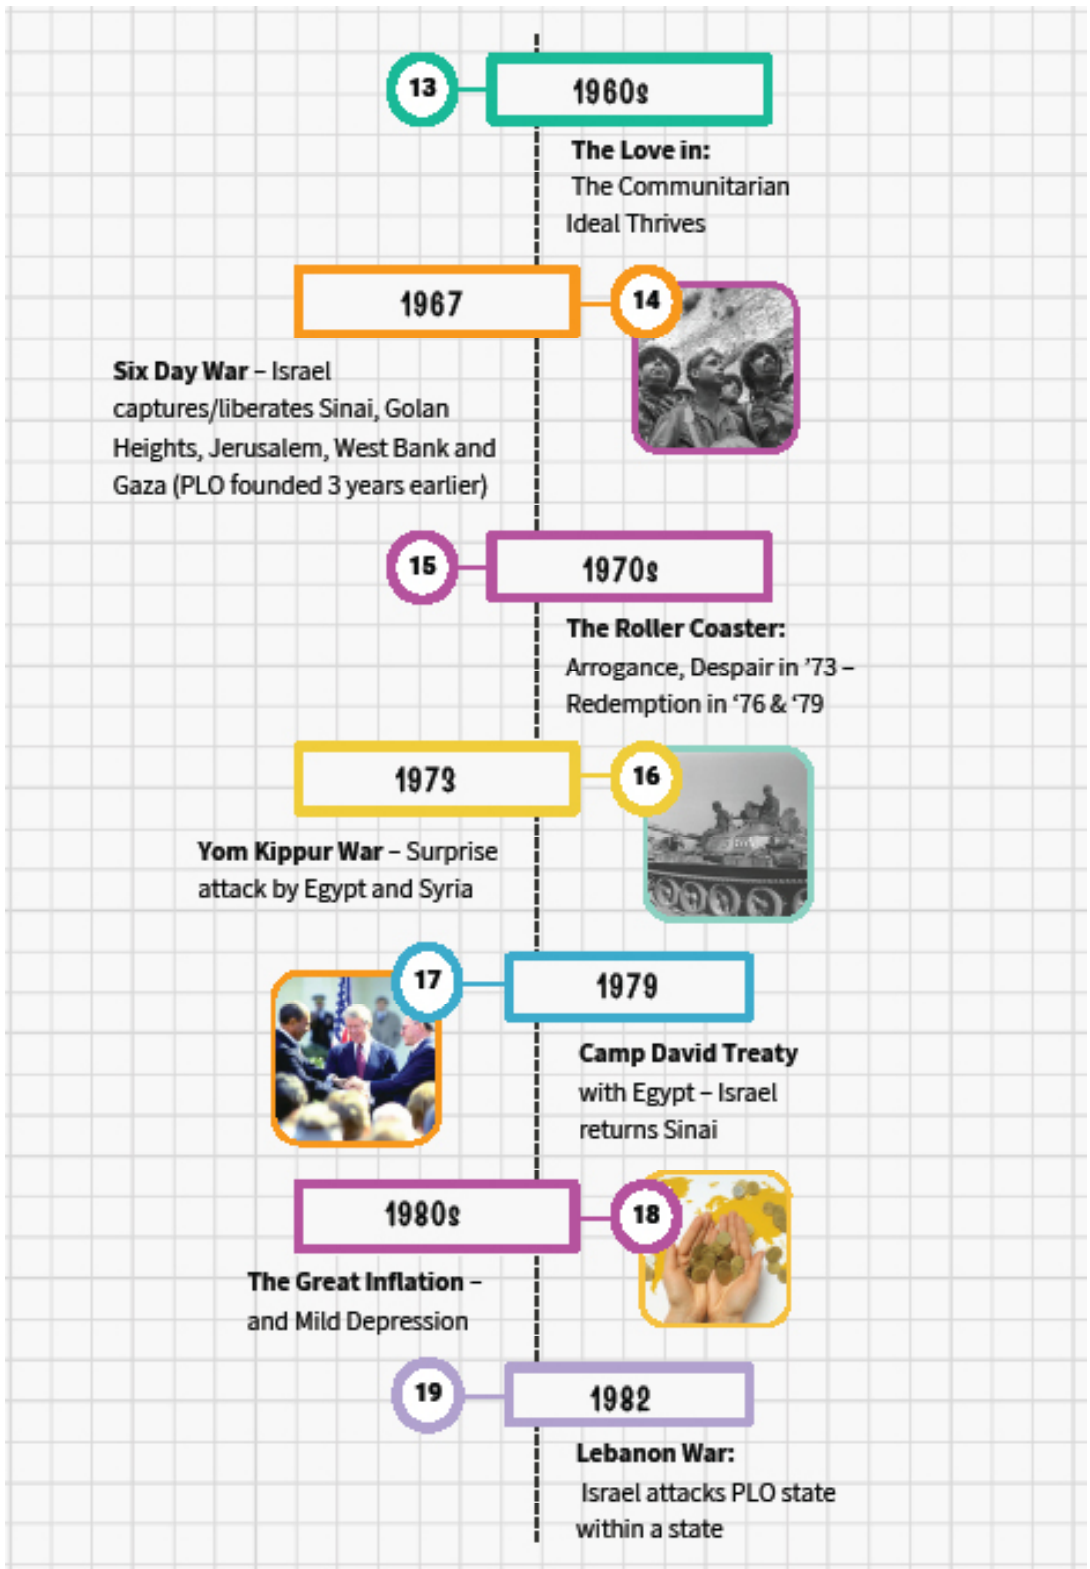 13
1960s
The Love in:
The Communitarian
Ideal Thrives
1967
14
Six Day War – Israel
captures/liberates Sinai, Golan
Heights, Jerusalem, West Bank and
Gaza (PLO founded 3 years earlier)
15
1970s
The Roller Coaster:
Arrogance, Despair in ’73 –
Redemption in ‘76 & ‘79
1973
16
Yom Kippur War – Surprise
attack by Egypt and Syria
17
1979
Camp David Treaty
with Egypt – Israel
returns Sinai
1980s
18
The Great Inflation –
and Mild Depression
19
1982
Lebanon War:
Israel attacks PLO state
within a state